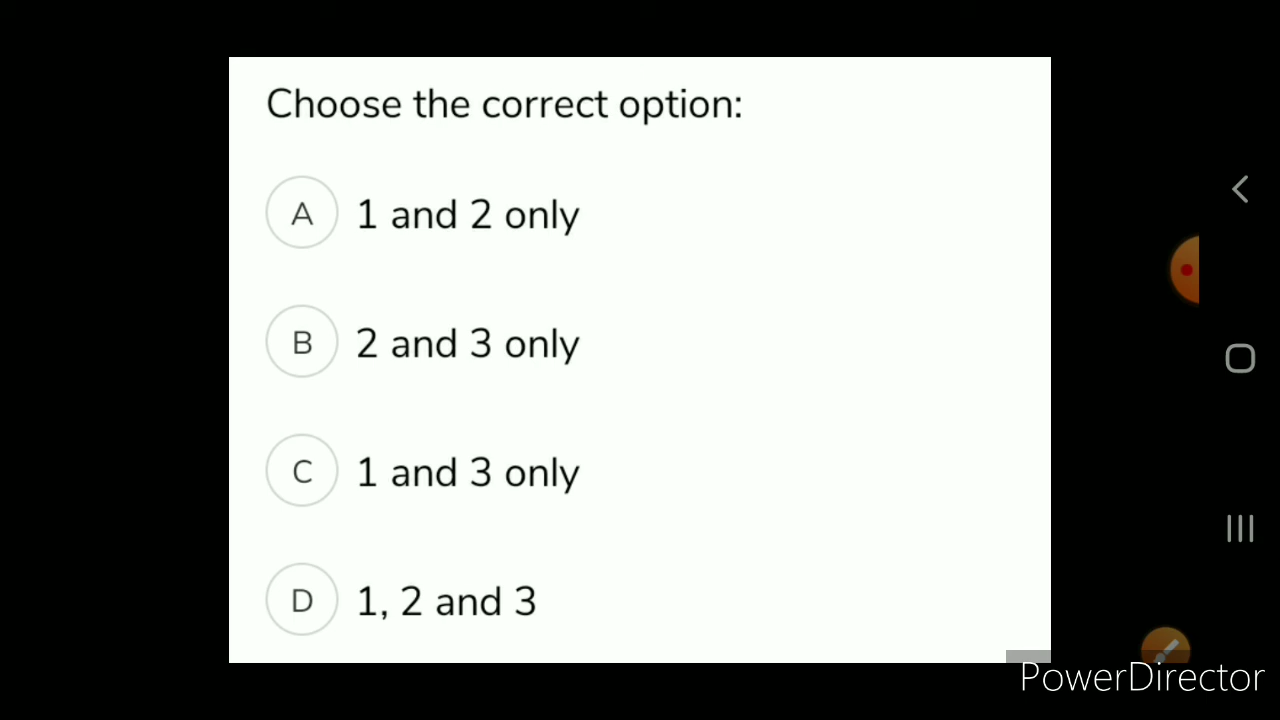 Choose the correct option:
A 1 and 2 only
B 2 and 3 only
C 1 and 3 only
D 1, 2 and 3
PowerDirector